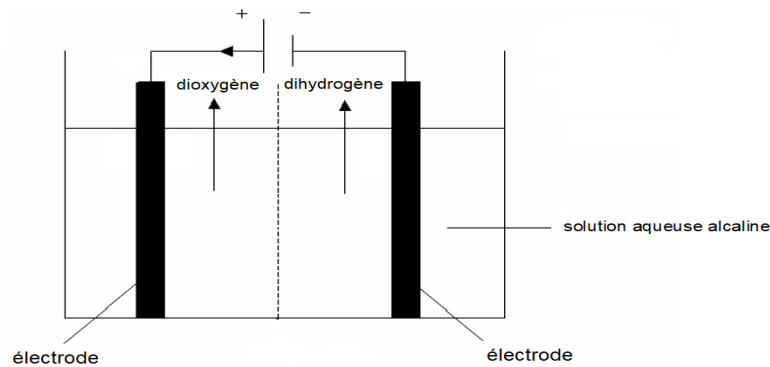 + −
dioxygène dihydrogène
solution aqueuse alcaline
électrode électrode